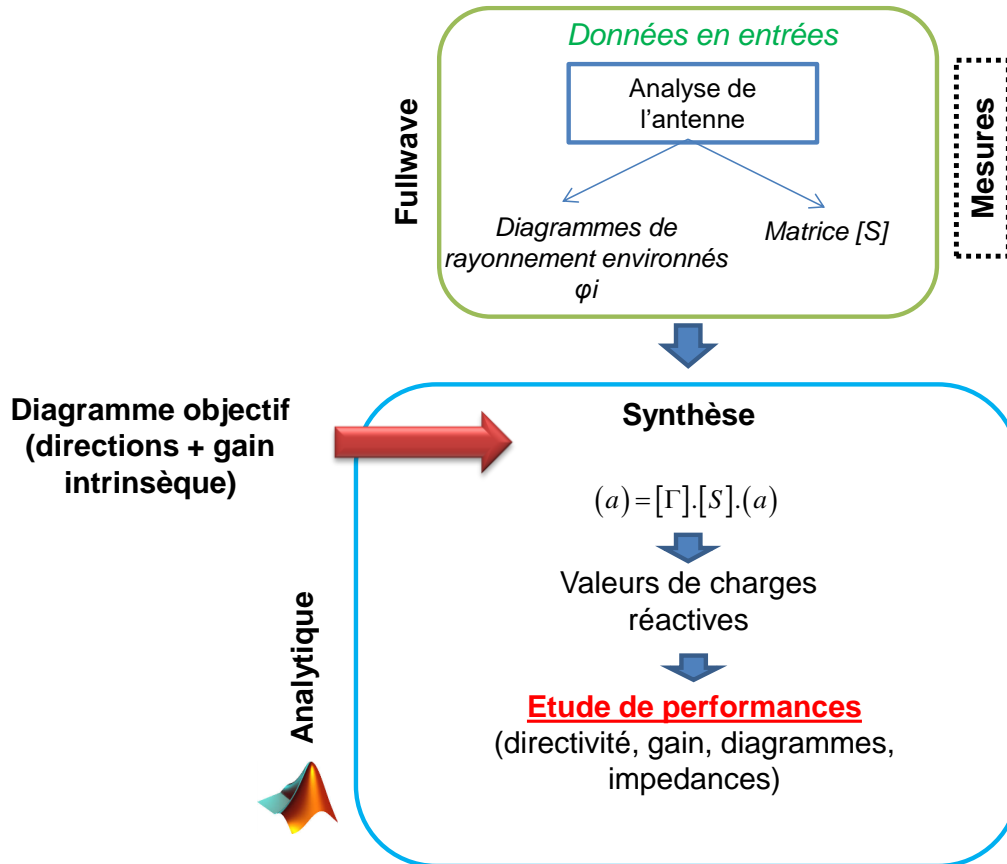 Données en entrées
Analyse de
l'antenne
Fullwave
Mesures
Diagrammes de
rayonnement environnés
φi
Matrice [S]
Diagramme objectif
(directions + gain
intrinsèque)
Synthèse
(a)=[Γ].[S].(a)
Valeurs de charges
réactives
Analytique
Etude de performances
(directivité, gain, diagrammes,
impedances)